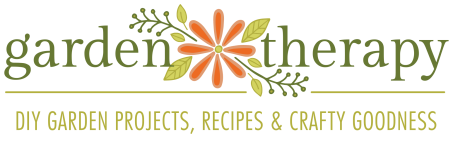 garden therapy
DIY GARDEN PROJECTS, RECIPES & CRAFTY GOODNESS